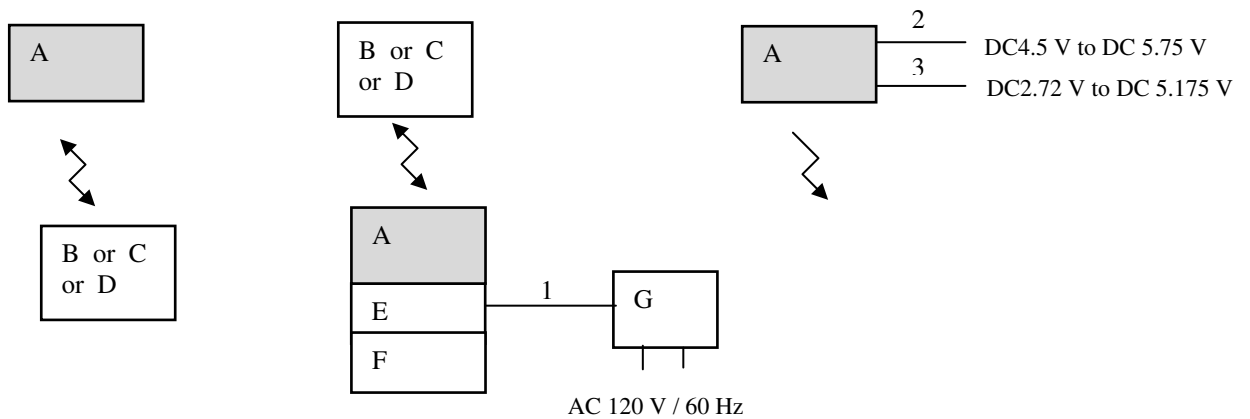 A
B or C
or D
B or C
or D
A
E
F
1
G
AC 120 V / 60 Hz
A
2
DC4.5 V to DC 5.75 V
3
DC2.72 V to DC 5.175 V